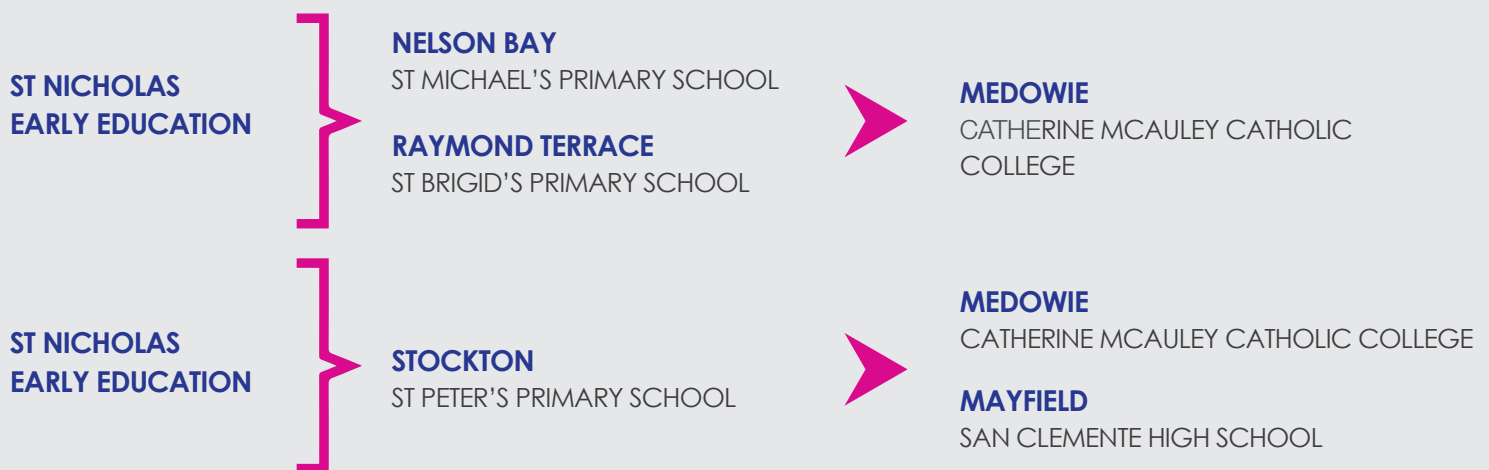 ST NICHOLAS
EARLY EDUCATION
NELSON BAY
ST MICHAEL'S PRIMARY SCHOOL
RAYMOND TERRACE
ST BRIGID'S PRIMARY SCHOOL
MEDOWIE
CATHERINE MCAULEY CATHOLIC
COLLEGE
ST NICHOLAS
EARLY EDUCATION
STOCKTON
ST PETER'S PRIMARY SCHOOL
MEDOWIE
CATHERINE MCAULEY CATHOLIC COLLEGE
MAYFIELD
SAN CLEMENTE HIGH SCHOOL